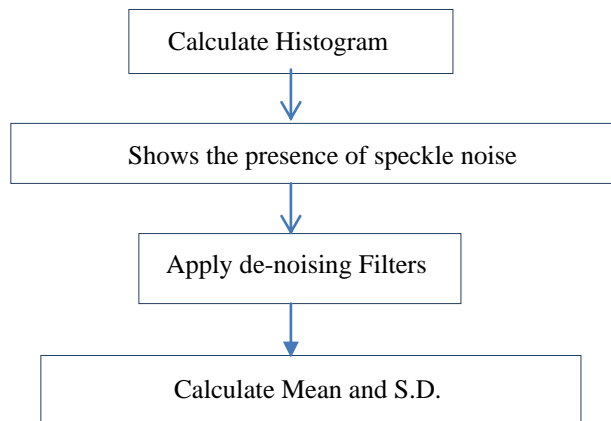 Calculate Histogram
Shows the presence of speckle noise
Apply de-noising Filters
Calculate Mean and S.D.